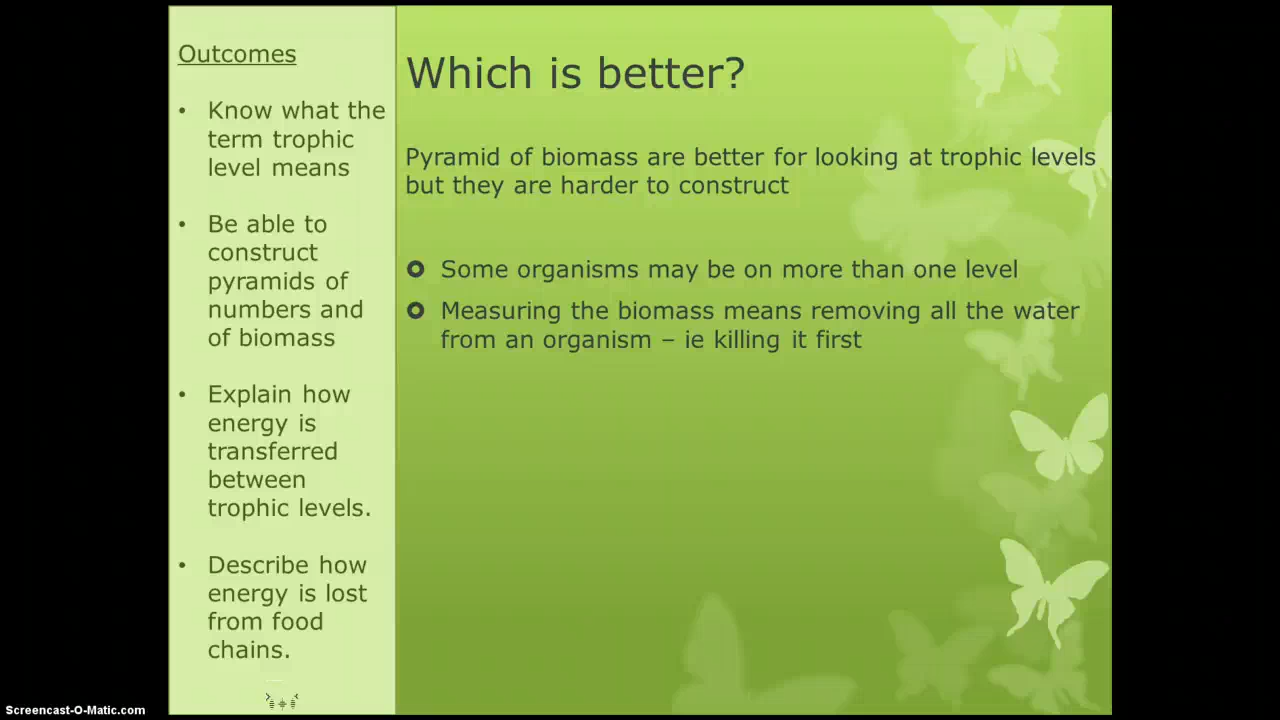 Outcomes
• Know what the
term trophic
level means
• Be able to
construct
pyramids of
numbers and
of biomass
• Explain how
energy is
transferred
between
trophic levels.
• Describe how
energy is lost
from food
chains.
Which is better?
Pyramid of biomass are better for looking at trophic levels
but they are harder to construct
Some organisms may be on more than one level
Measuring the biomass means removing all the water
from an organism – ie killing it first
Screencast-O-Matic.com